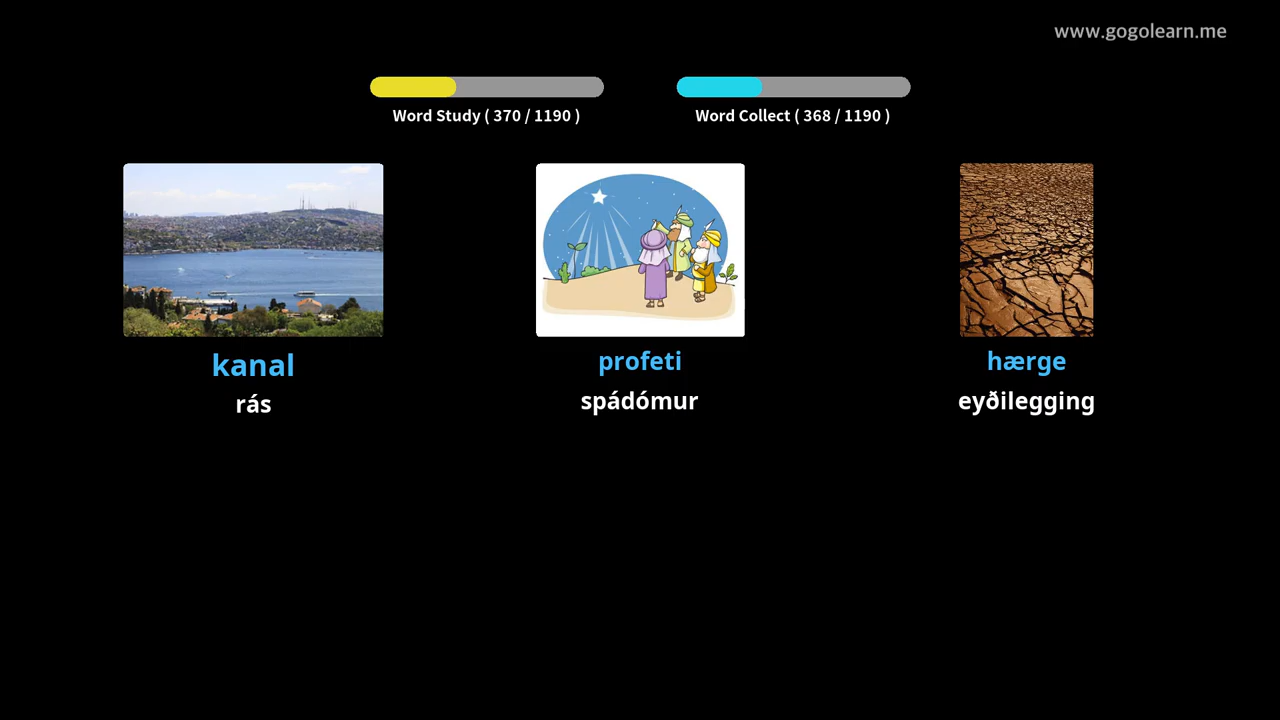 www.gogolearn.me
Word Study ( 370 / 1190 )
Word Collect ( 368 / 1190 )
kanal
rás
profeti
spádómur
hærge
eyðilegging